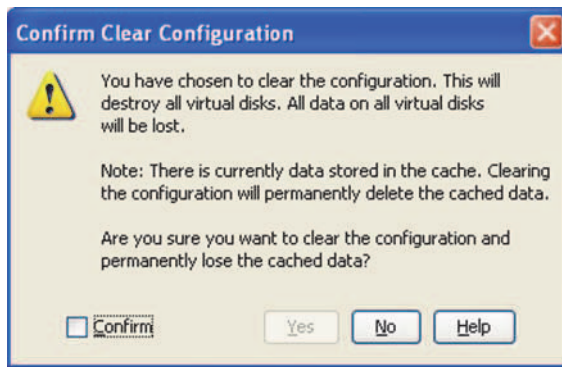 Confirm Clear Configuration
You have chosen to clear the configuration. This will
destroy all virtual disks. All data on all virtual disks
will be lost.
Note: There is currently data stored in the cache. Clearing
the configuration will permanently delete the cached data.
Are you sure you want to clear the configuration and
permanently lose the cached data?
Confirm
Yes
No
Help